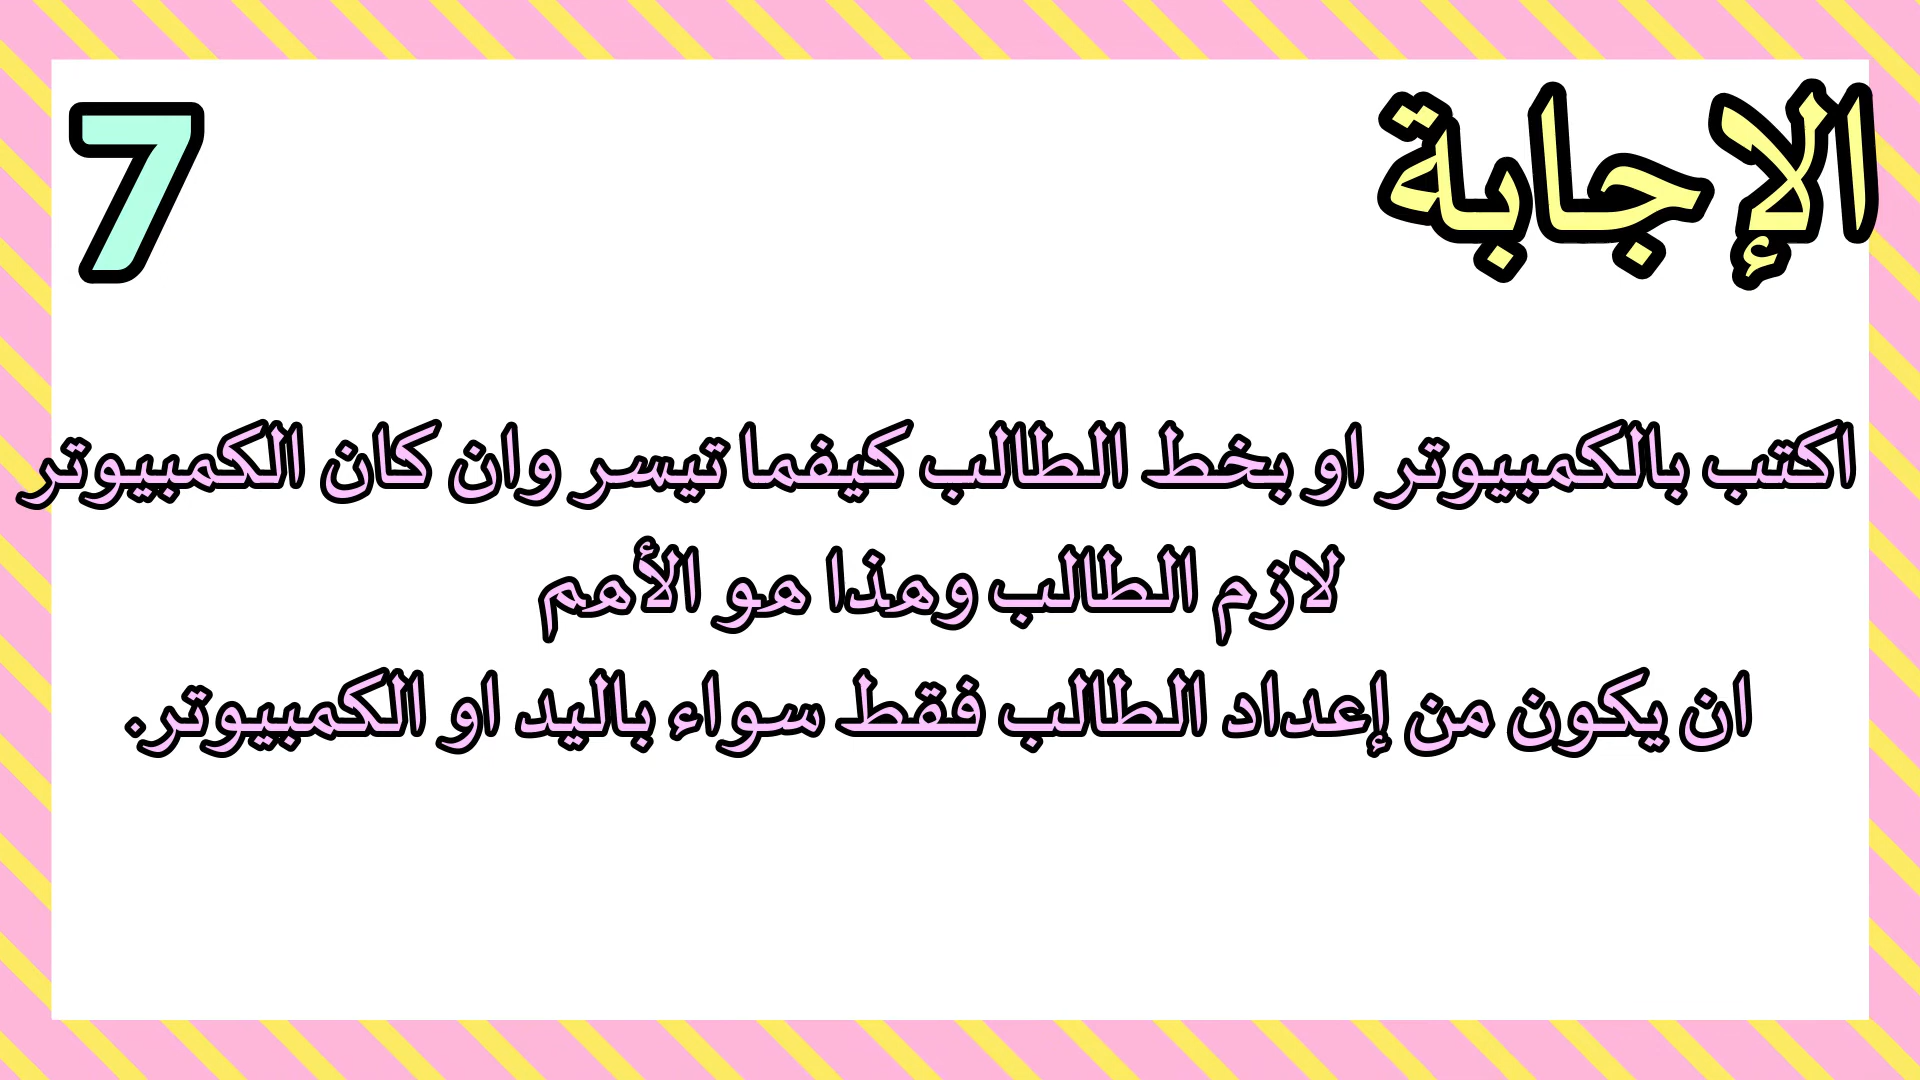 الإجابة
7
اكتب بالكمبيوتر او بخط الطالب كيفما تيسر وان كان الكمبيوتر
لازم الطالب وهذا هو الأهم
ان يكون من إعداد الطالب فقط سواء باليد او الكمبيوتر.